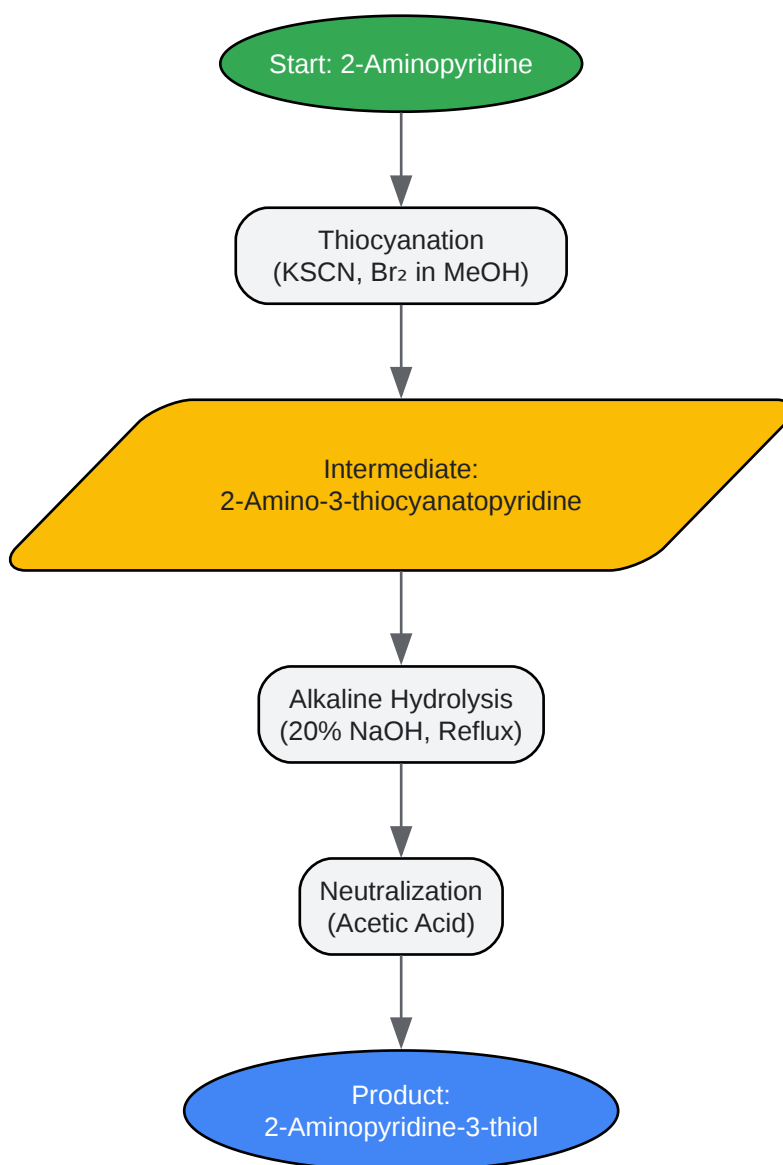 Start: 2-Aminopyridine
Thiocyanation
(KSCN, Br₂ in MeOH)
Intermediate:
2-Amino-3-thiocyanatopyridine
Alkaline Hydrolysis
(20% NaOH, Reflux)
Neutralization
(Acetic Acid)
Product:
2-Aminopyridine-3-thiol